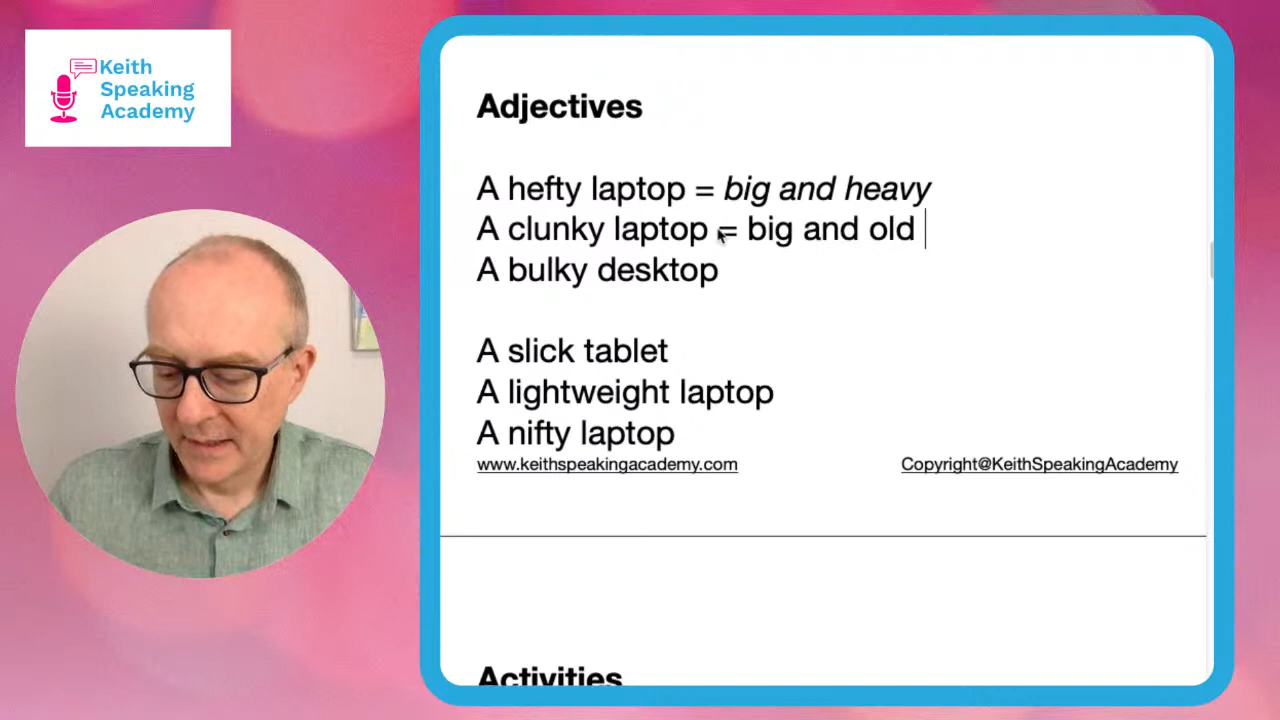 Keith
Speaking
Academy
Adjectives
A hefty laptop = big and heavy
A clunky laptop = big and old
A bulky desktop
A slick tablet
A lightweight laptop
A nifty laptop
www.keithspeakingacademy.com
Copyright@KeithSpeakingAcademy
Activities